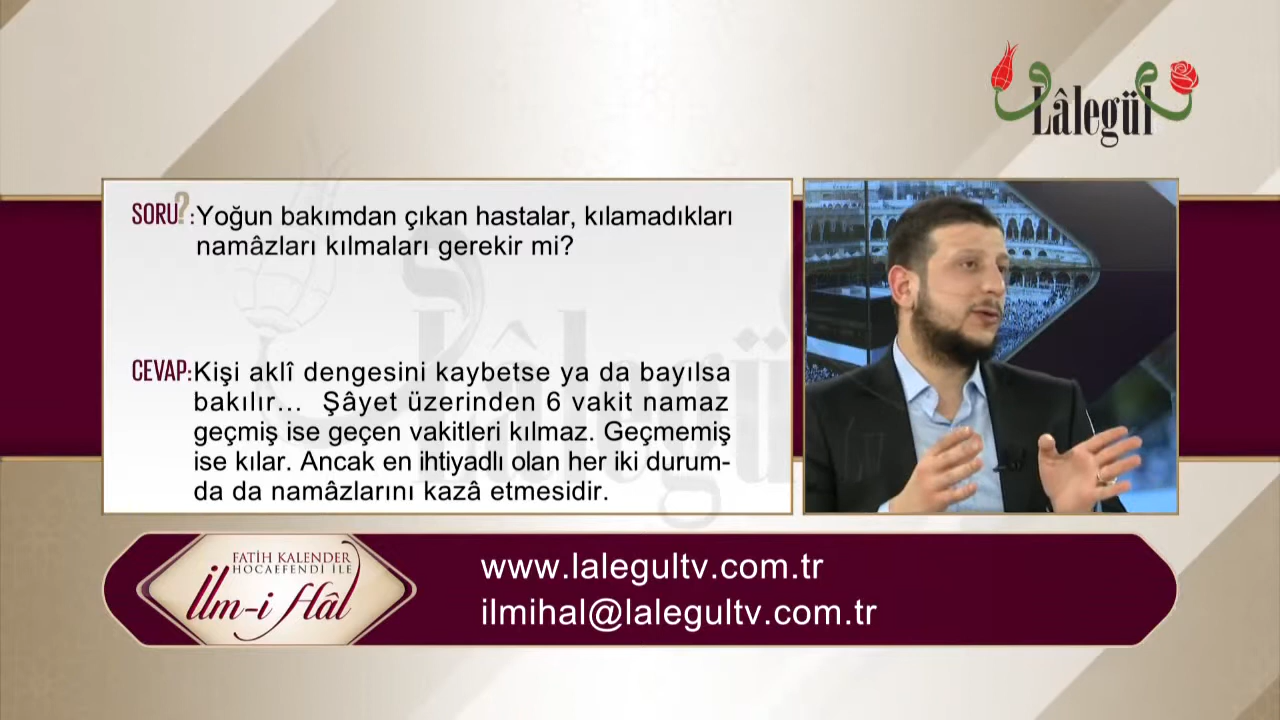 Lâlegül
SORU?: Yoğun bakımdan çıkan hastalar, kılamadıkları
namâzları kılmaları gerekir mi?
CEVAP: Kişi aklî dengesini kaybetse ya da bayılsa
bakılır... Şâyet üzerinden 6 vakit namaz
geçmiş ise geçen vakitleri kılmaz. Geçmemiş
ise kılar. Ancak en ihtiyadlı olan her iki durum-
da da namâzlarını kazâ etmesidir.
FATİH KALENDER
HOCAEFENDİ İLE
İlm-i Hâl
www.lalegultv.com.tr
ilmihal@lalegultv.com.tr